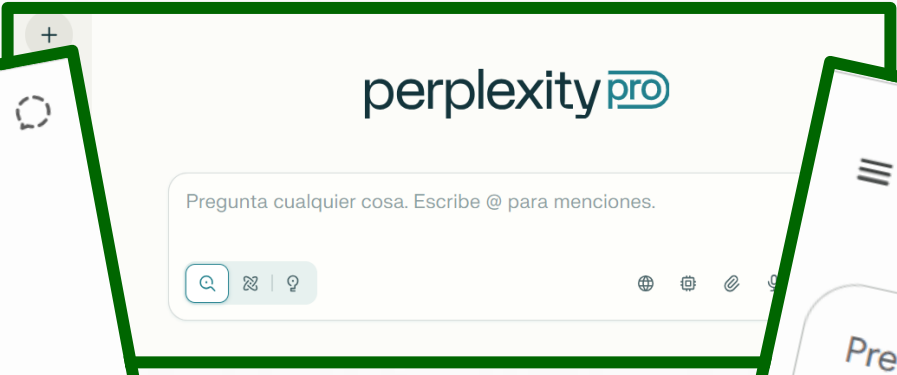 perplexity pro
Pregunta cualquier cosa. Escribe @ para menciones.
Pre